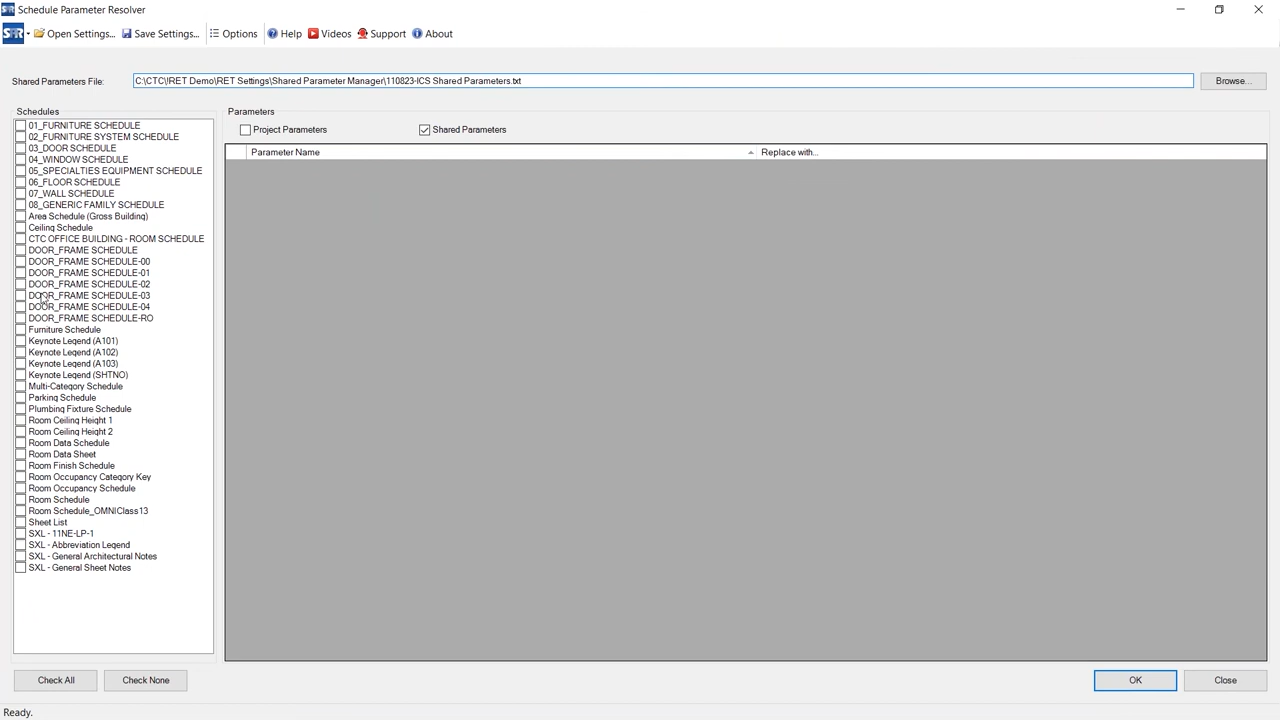 Schedule Parameter Resolver
SPR Open Settings... Save Settings... Options Help Videos Support About
Shared Parameters File: C:\CTC\!RET Demo\RET Settings\Shared Parameter Manager\110823-ICS Shared Parameters.txt Browse...
Schedules
01_FURNITURE SCHEDULE
02_FURNITURE SYSTEM SCHEDULE
03_DOOR SCHEDULE
04_WINDOW SCHEDULE
05_SPECIALTIES EQUIPMENT SCHEDULE
06_FLOOR SCHEDULE
07_WALL SCHEDULE
08_GENERIC FAMILY SCHEDULE
Area Schedule (Gross Building)
Ceiling Schedule
CTC OFFICE BUILDING - ROOM SCHEDULE
DOOR_FRAME SCHEDULE
DOOR_FRAME SCHEDULE-00
DOOR_FRAME SCHEDULE-01
DOOR_FRAME SCHEDULE-02
DOOR_FRAME SCHEDULE-03
DOOR_FRAME SCHEDULE-04
DOOR_FRAME SCHEDULE-RO
Furniture Schedule
Keynote Legend (A101)
Keynote Legend (A102)
Keynote Legend (A103)
Keynote Legend (SHTNO)
Multi-Category Schedule
Parking Schedule
Plumbing Fixture Schedule
Room Ceiling Height 1
Room Ceiling Height 2
Room Data Schedule
Room Data Sheet
Room Finish Schedule
Room Occupancy Category Key
Room Occupancy Schedule
Room Schedule
Room Schedule_OMNIClass13
Sheet List
SXL - 11NE-LP-1
SXL - Abbreviation Legend
SXL - General Architectural Notes
SXL - General Sheet Notes
Check All Check None
Parameters
Project Parameters Shared Parameters
Parameter Name Replace with...
OK Close
Ready.